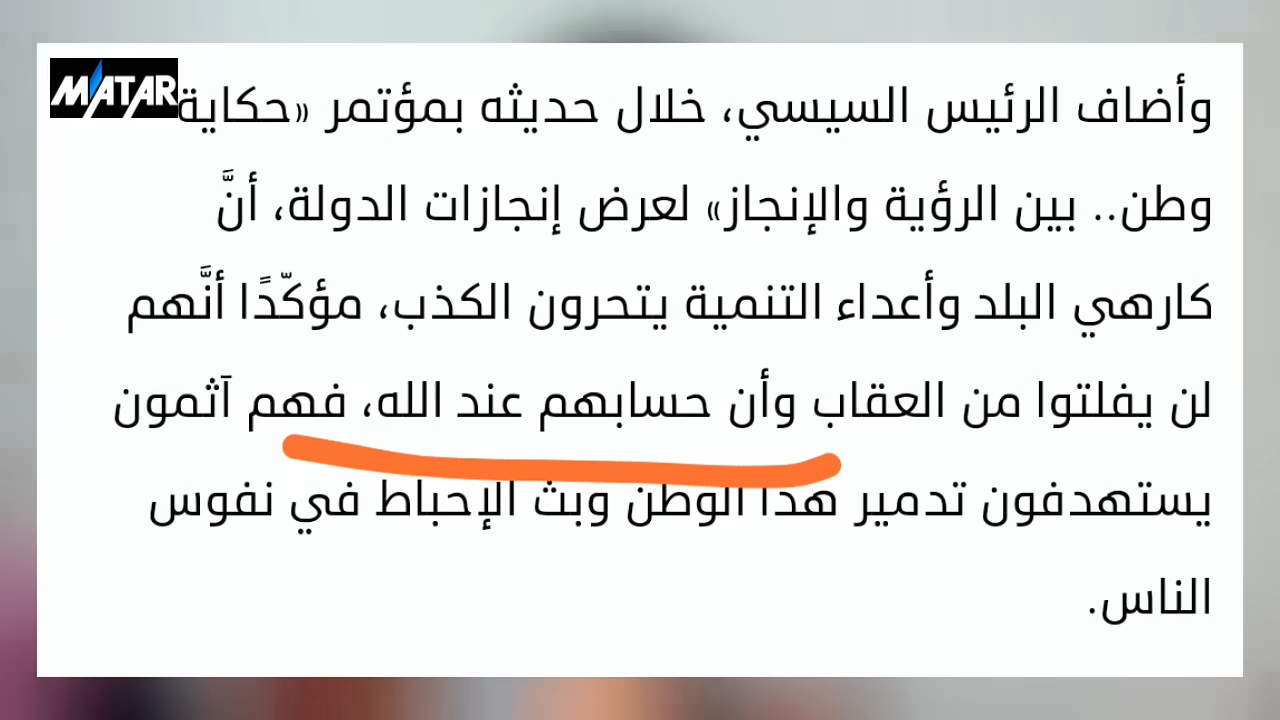 MATAR
وأضاف الرئيس السيسي، خلال حديثه بمؤتمر «حكاية
وطن.. بين الرؤية والإنجاز» لعرض إنجازات الدولة، أنَّ
كارهي البلد وأعداء التنمية يتحرون الكذب، مؤكّدًا أنَّهم
لن يفلتوا من العقاب وأن حسابهم عند الله، فهم آثمون
يستهدفون تدمير هذا الوطن وبث الإحباط في نفوس
الناس.